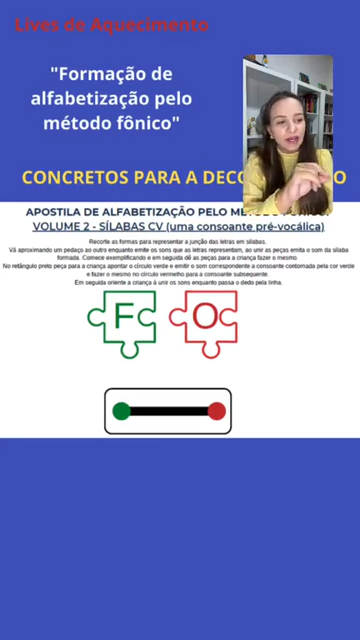 Lives de Aquecimento
"Formação de
alfabetização pelo
método fônico"
CONCRETOS PARA A DECO
O
APOSTILA DE ALFABETIZAÇÃO PELO
VOLUME 2 - SÍLABAS CV (uma consoante pré-vocálica)
Recorte as formas para representar a junção das letras em sílabas.
Vá aproximando um pedaço ao outro enquanto emite os sons que as letras representam, ao unir as peças emita o som da sílaba
formada. Comece exemplificando e em seguida dê as peças para a criança fazer o mesmo
No retângulo preto peça para a criança apontar o círculo verde e emitir o som correspondente a consoante contornada pela cor verde
e fazer o mesmo no círculo vermelho para a consoante subsequente.
Em seguida oriente a criança à unir os sons enquanto passa o dedo pela linha.
F O